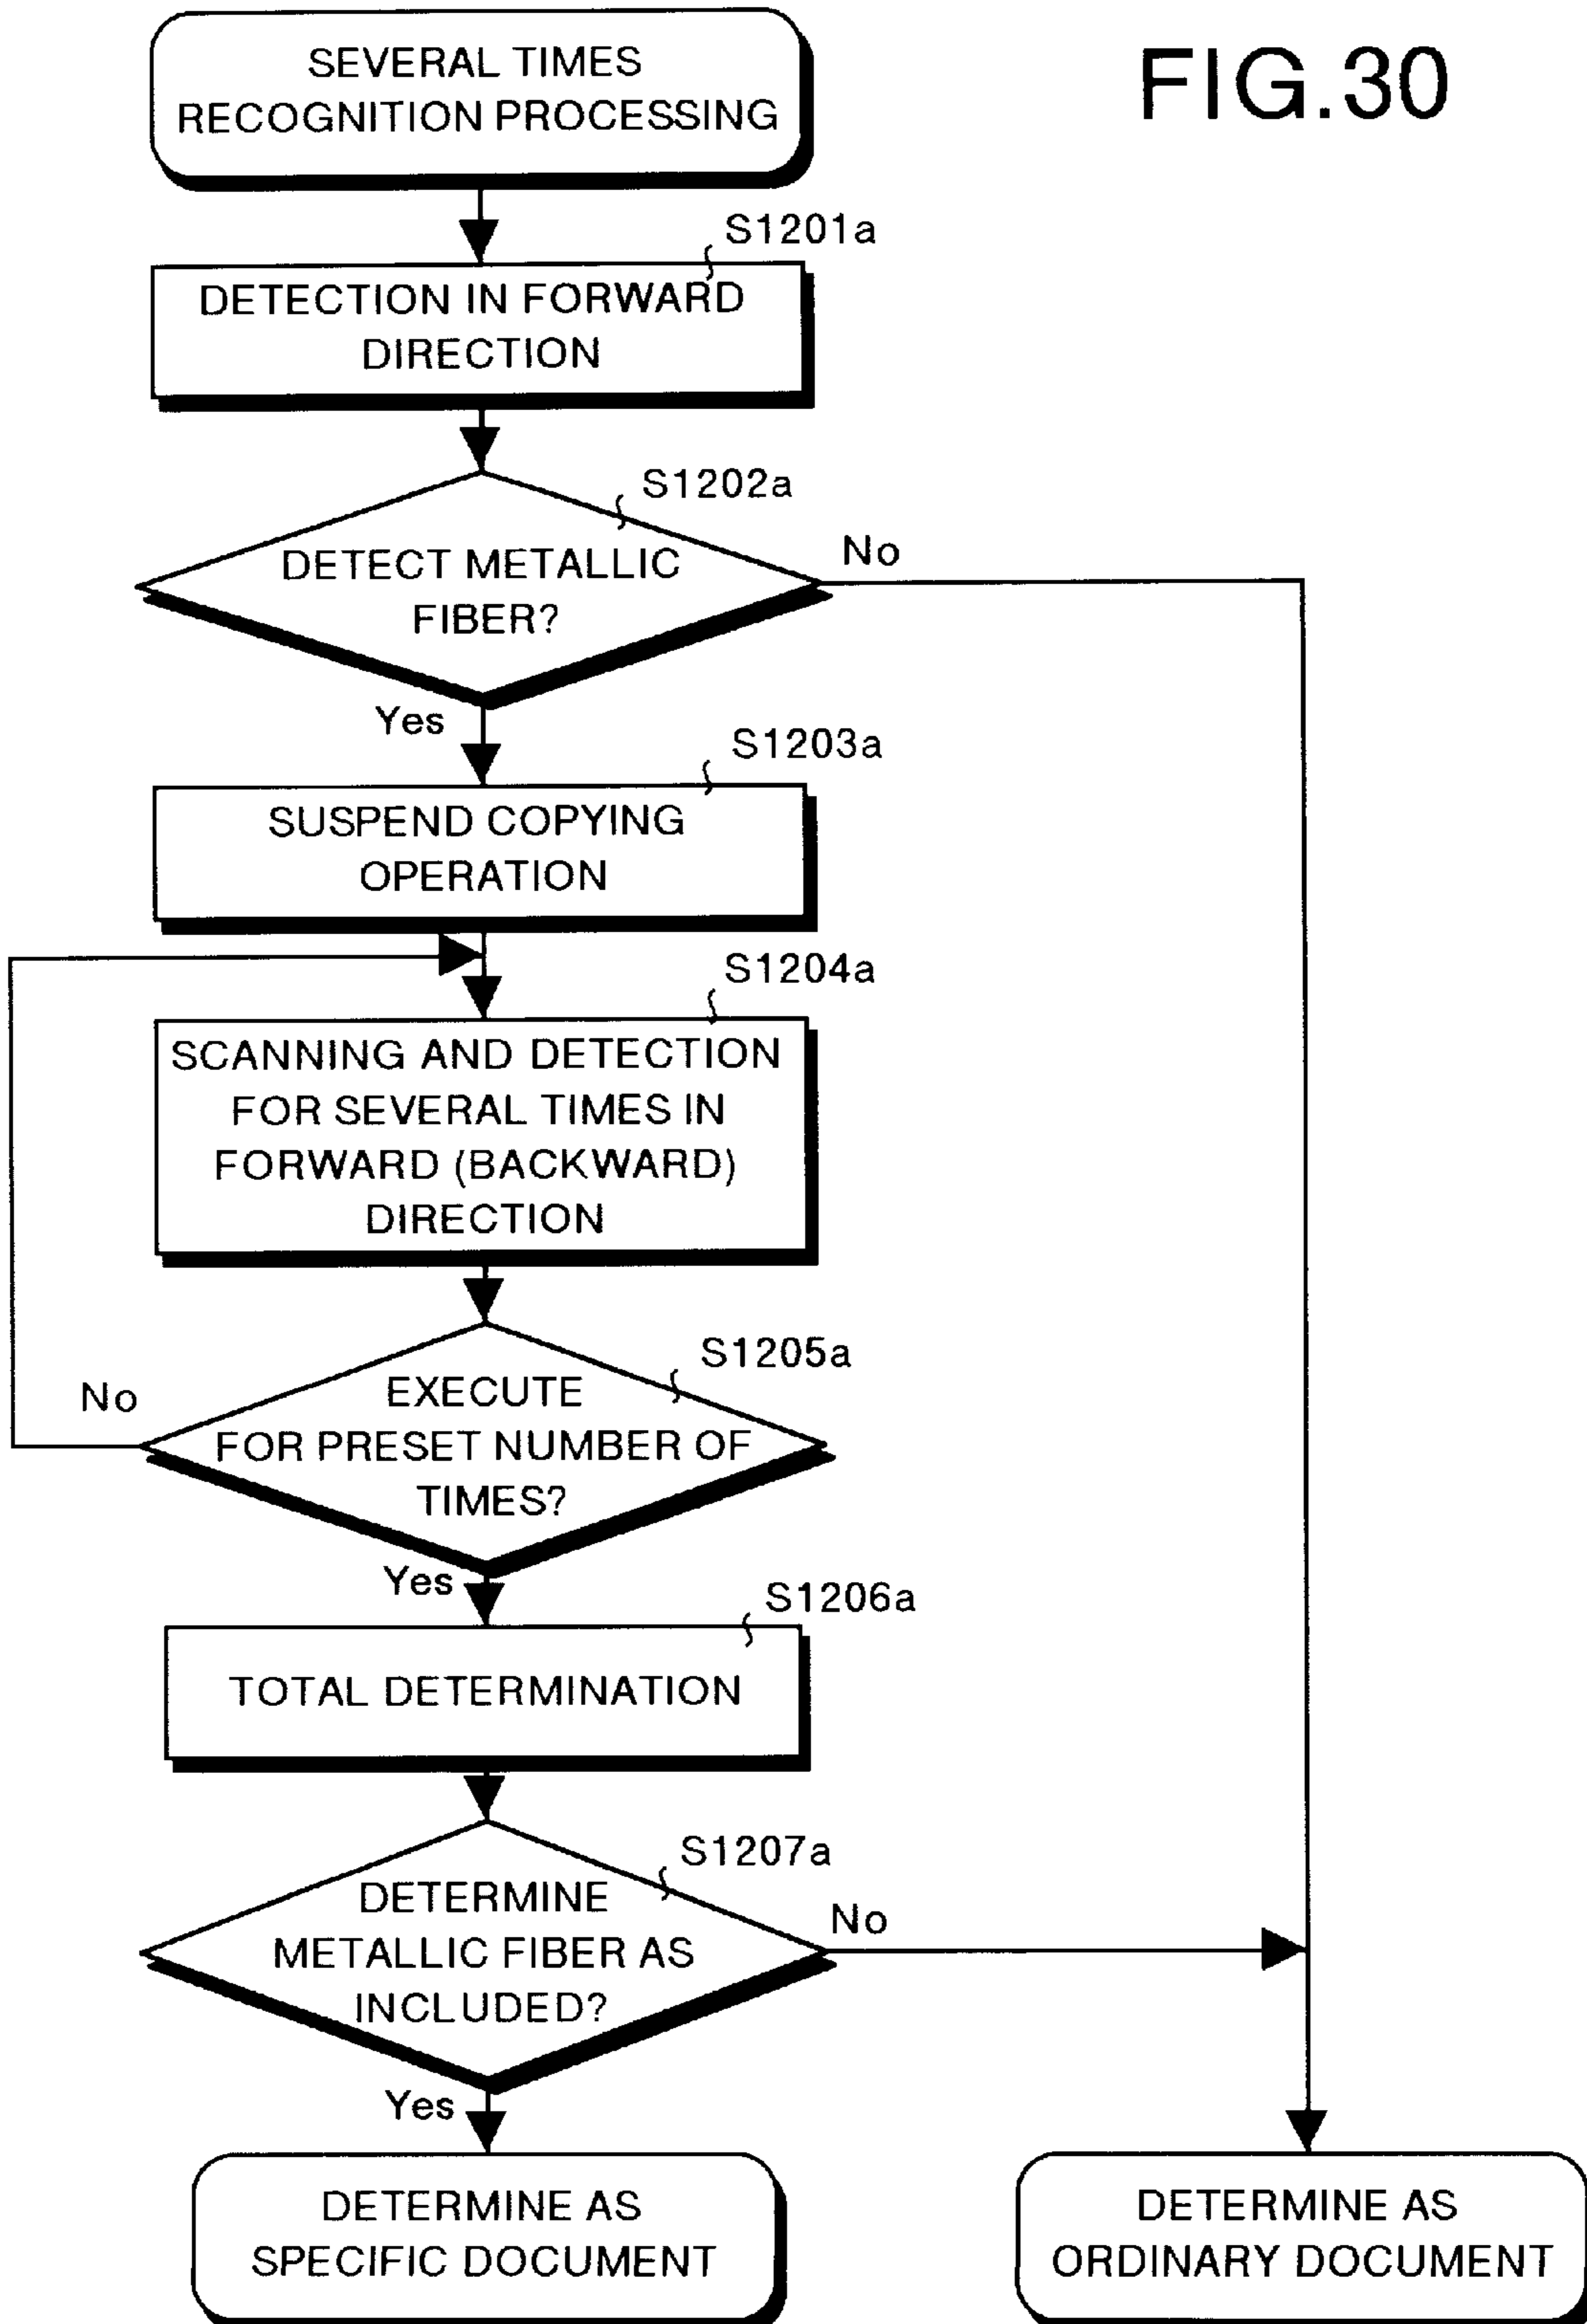 FIG.30
SEVERAL TIMES
RECOGNITION PROCESSING
S1201a
DETECTION IN FORWARD
DIRECTION
S1202a
DETECT METALLIC
FIBER?
No
Yes
S1203a
SUSPEND COPYING
OPERATION
S1204a
SCANNING AND DETECTION
FOR SEVERAL TIMES IN
FORWARD (BACKWARD)
DIRECTION
S1205a
No
EXECUTE
FOR PRESET NUMBER OF
TIMES?
Yes
S1206a
TOTAL DETERMINATION
S1207a
DETERMINE
METALLIC FIBER AS
INCLUDED?
No
Yes
DETERMINE AS
SPECIFIC DOCUMENT
DETERMINE AS
ORDINARY DOCUMENT